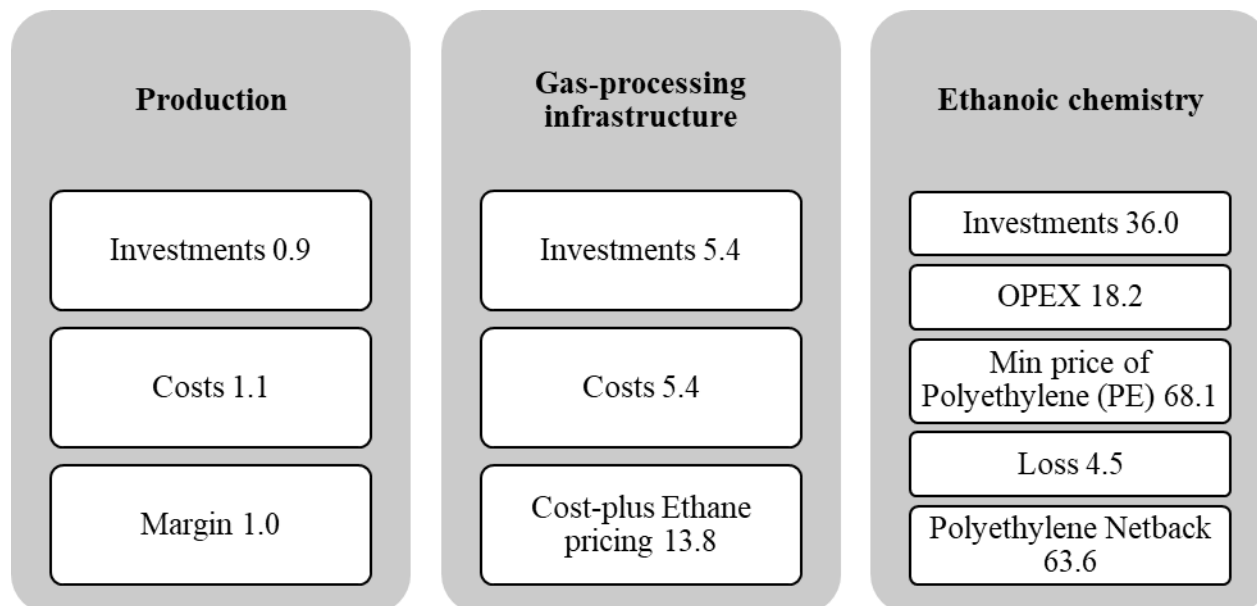 Production
Investments 0.9
Costs 1.1
Margin 1.0
Gas-processing
infrastructure
Investments 5.4
Costs 5.4
Cost-plus Ethane
pricing 13.8
Ethanoic chemistry
Investments 36.0
OPEX 18.2
Min price of
Polyethylene (PE) 68.1
Loss 4.5
Polyethylene Netback
63.6